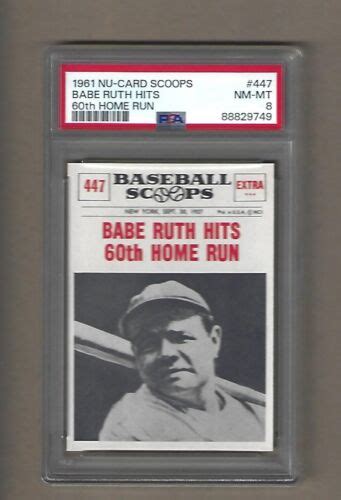 1961 NU-CARD SCOOPS #447
BABE RUTH HITS NM-MT
60th HOME RUN 8
PSA 88829749
447 BASEBALL SCOOPS EXTRA
NEW YORK, SEPT. 30, 1927
BABE RUTH HITS
60th HOME RUN